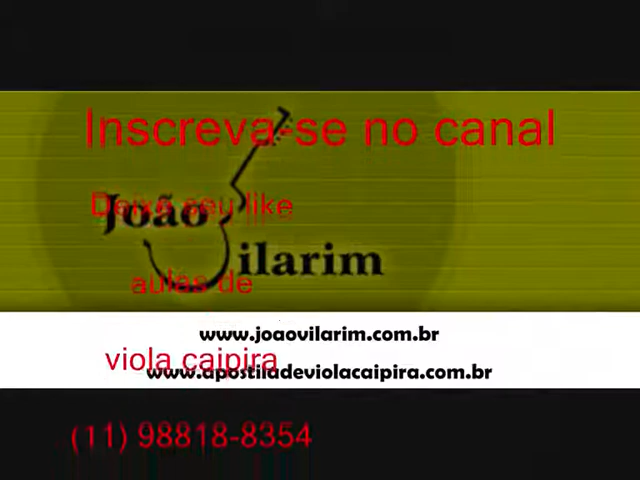 Inscreva-se no canal
Deixe seu like
João
Vilarim
aulas de
www.joaovilarim.com.br
viola caipira
www.apostiladeviolacaipira.com.br
(11) 98818-8354